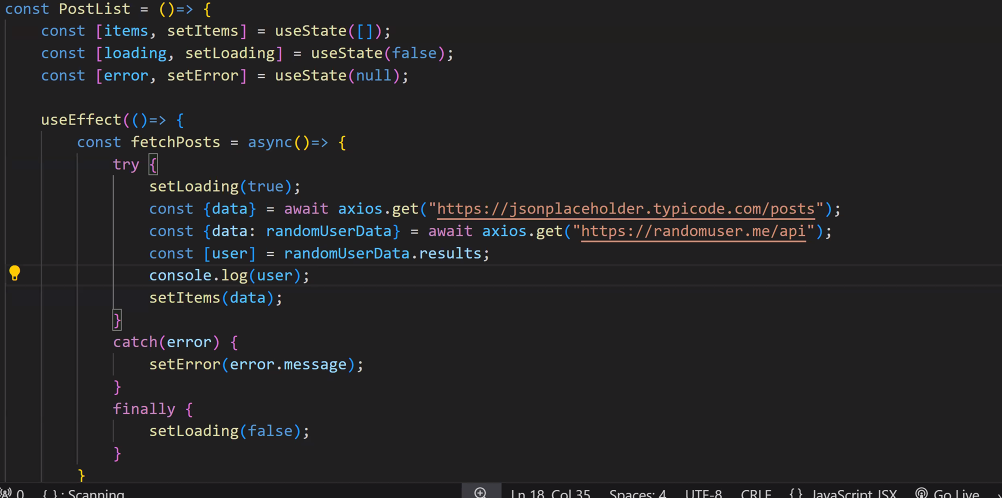 const PostList = ()=> {
    const [items, setItems] = useState([]);
    const [loading, setLoading] = useState(false);
    const [error, setError] = useState(null);

    useEffect(()=> {
        const fetchPosts = async()=> {
            try {
                setLoading(true);
                const {data} = await axios.get("https://jsonplaceholder.typicode.com/posts");
                const {data: randomUserData} = await axios.get("https://randomuser.me/api");
                const [user] = randomUserData.results;
                console.log(user);
                setItems(data);
            }
            catch(error) {
                setError(error.message);
            }
            finally {
                setLoading(false);
            }
        }
0 {.}: Scanning Ln 18, Col 35 Spaces: 4 UTF-8 CRLF {} JavaScript JSX Go Live